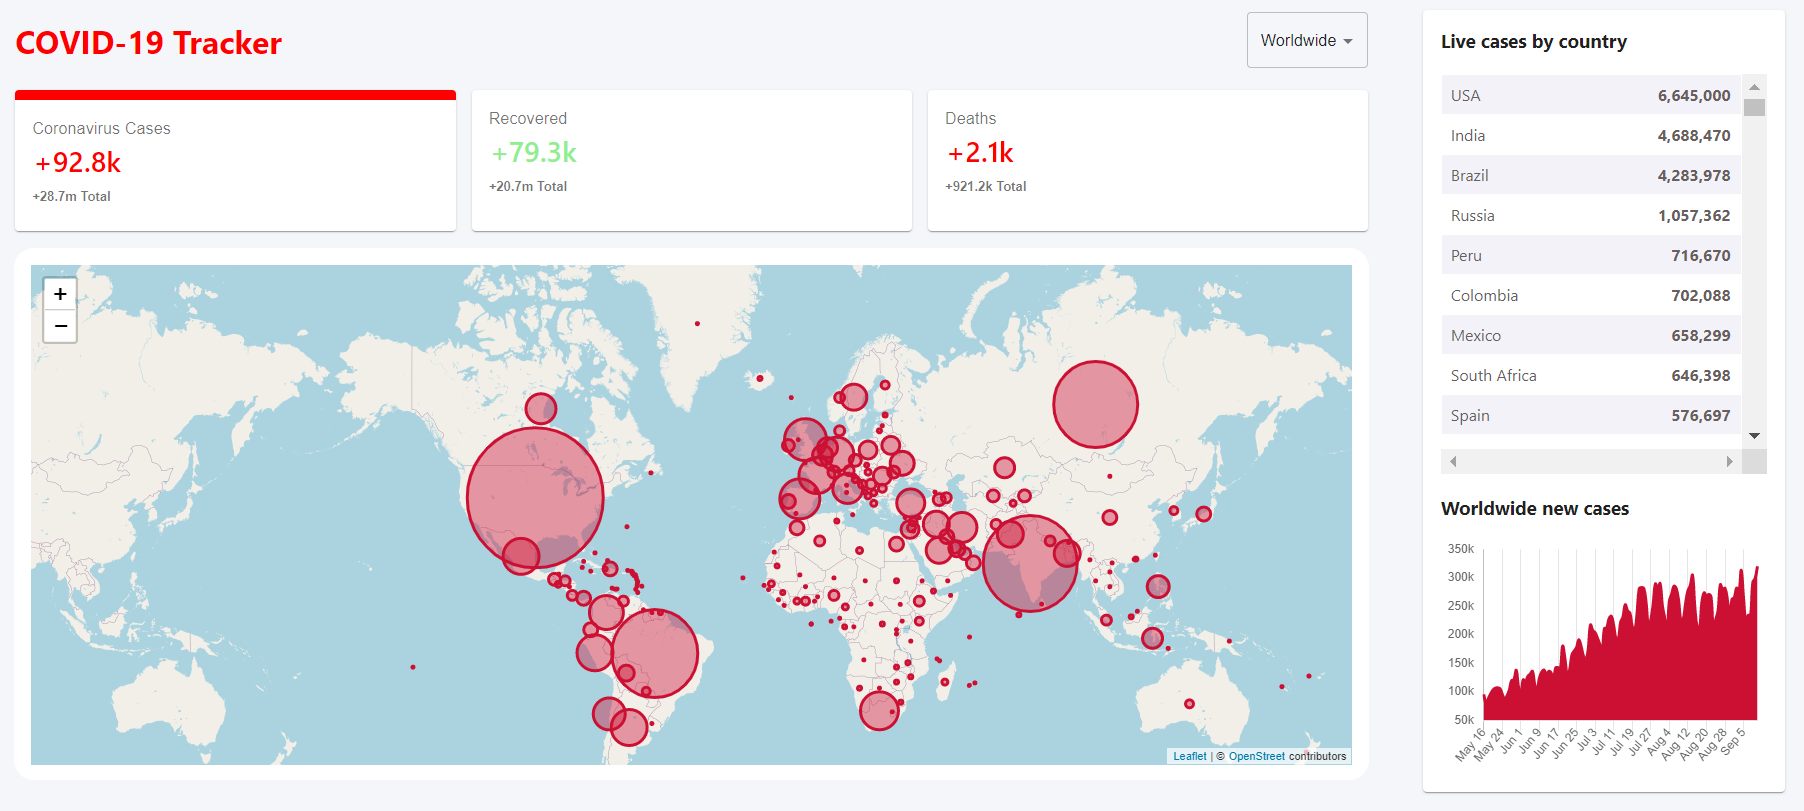 COVID-19 Tracker
Worldwide
Coronavirus Cases
+92.8k
+28.7m Total
Recovered
+79.3k
+20.7m Total
Deaths
+2.1k
+921.2k Total
+
−
Leaflet | © OpenStreet contributors
Live cases by country
USA 6,645,000
India 4,688,470
Brazil 4,283,978
Russia 1,057,362
Peru 716,670
Colombia 702,088
Mexico 658,299
South Africa 646,398
Spain 576,697
Worldwide new cases
350k
300k
250k
200k
150k
100k
50k
May 16 May 24 Jun 1 Jun 9 Jun 17 Jun 25 Jul 3 Jul 11 Jul 19 Jul 27 Aug 4 Aug 12 Aug 20 Aug 28 Sep 5